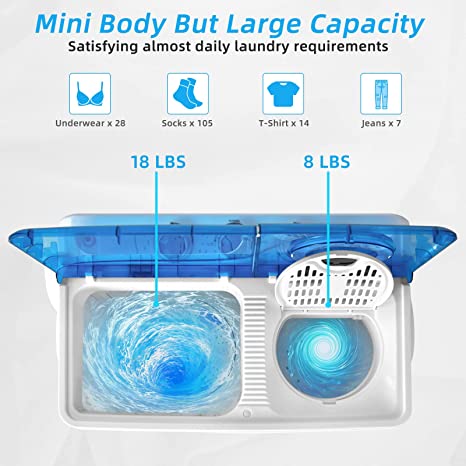 Mini Body But Large Capacity
Satisfying almost daily laundry requirements
Underwear x 28
Socks x 105
T-Shirt x 14
Jeans x 7
18 LBS
8 LBS